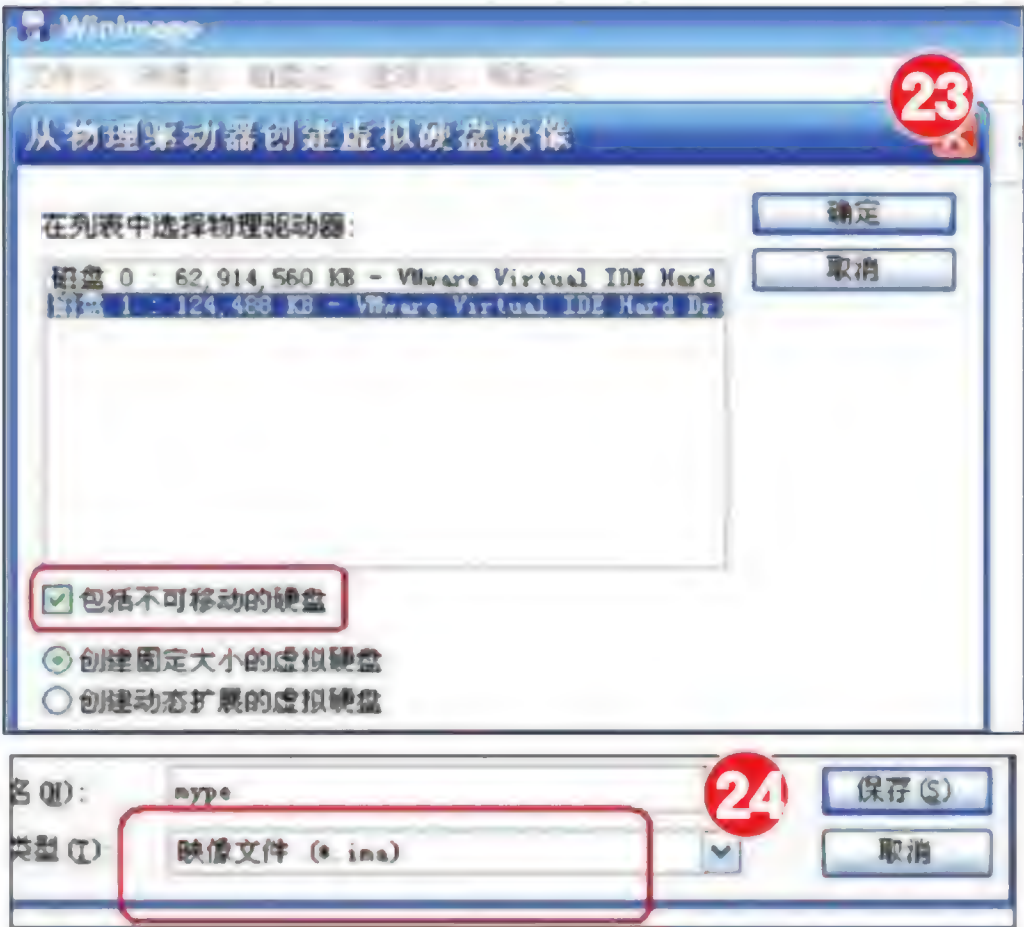 WinImage
23
从物理驱动器创建虚拟硬盘映像
在列表中选择物理驱动器:
确定
取消
磁盘 0 : 62,914,560 KB - VMware Virtual IDE Hard
磁盘 1 : 124,488 KB - VMware Virtual IDE Hard Dr
包括不可移动的硬盘
创建固定大小的虚拟硬盘
创建动态扩展的虚拟硬盘
24
名(N): mype
保存(S)
类型(T) 映像文件 (*.ima)
取消